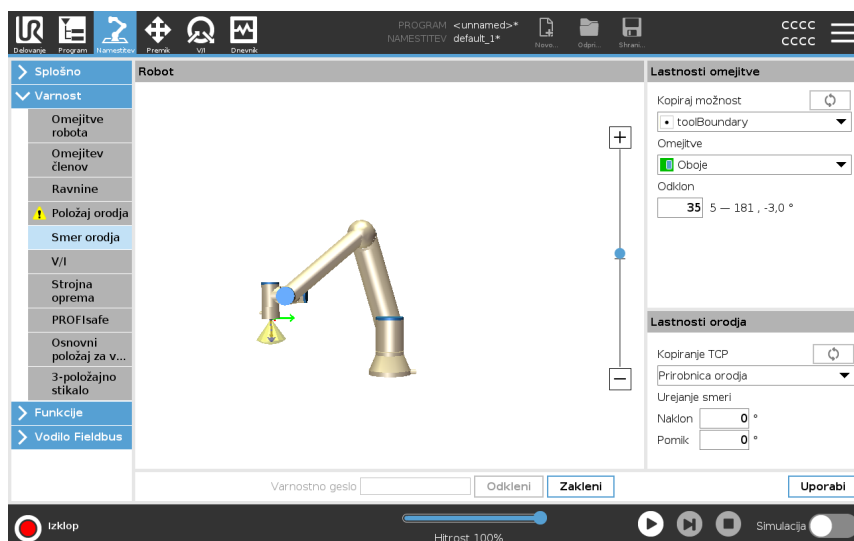 UR
PROGRAM <unnamed>*
NAMESTITEV default_1*
CCCC
CCCC
Delovanje Program Namestitev Premik V/I Dnevnik Novo... Odpri... Shrani...
Splošno
Varnost
Omejitve
robota
Omejitev
členov
Ravnine
Položaj orodja
Smer orodja
V/I
Strojna
oprema
PROFIsafe
Osnovni
položaj za v...
3-položajno
stikalo
Funkcije
Vodilo Fieldbus
Robot
Lastnosti omejitve
Kopiraj možnost
toolBoundary
Omejitve
Oboje
Odklon
35 5 — 181 , -3,0 °
Lastnosti orodja
Kopiranje TCP
Prirobnica orodja
Urejanje smeri
Naklon 0 °
Pomik 0 °
Varnostno geslo Odkleni Zakleni Uporabi
Izklop
Hitrost 100%
Simulacija